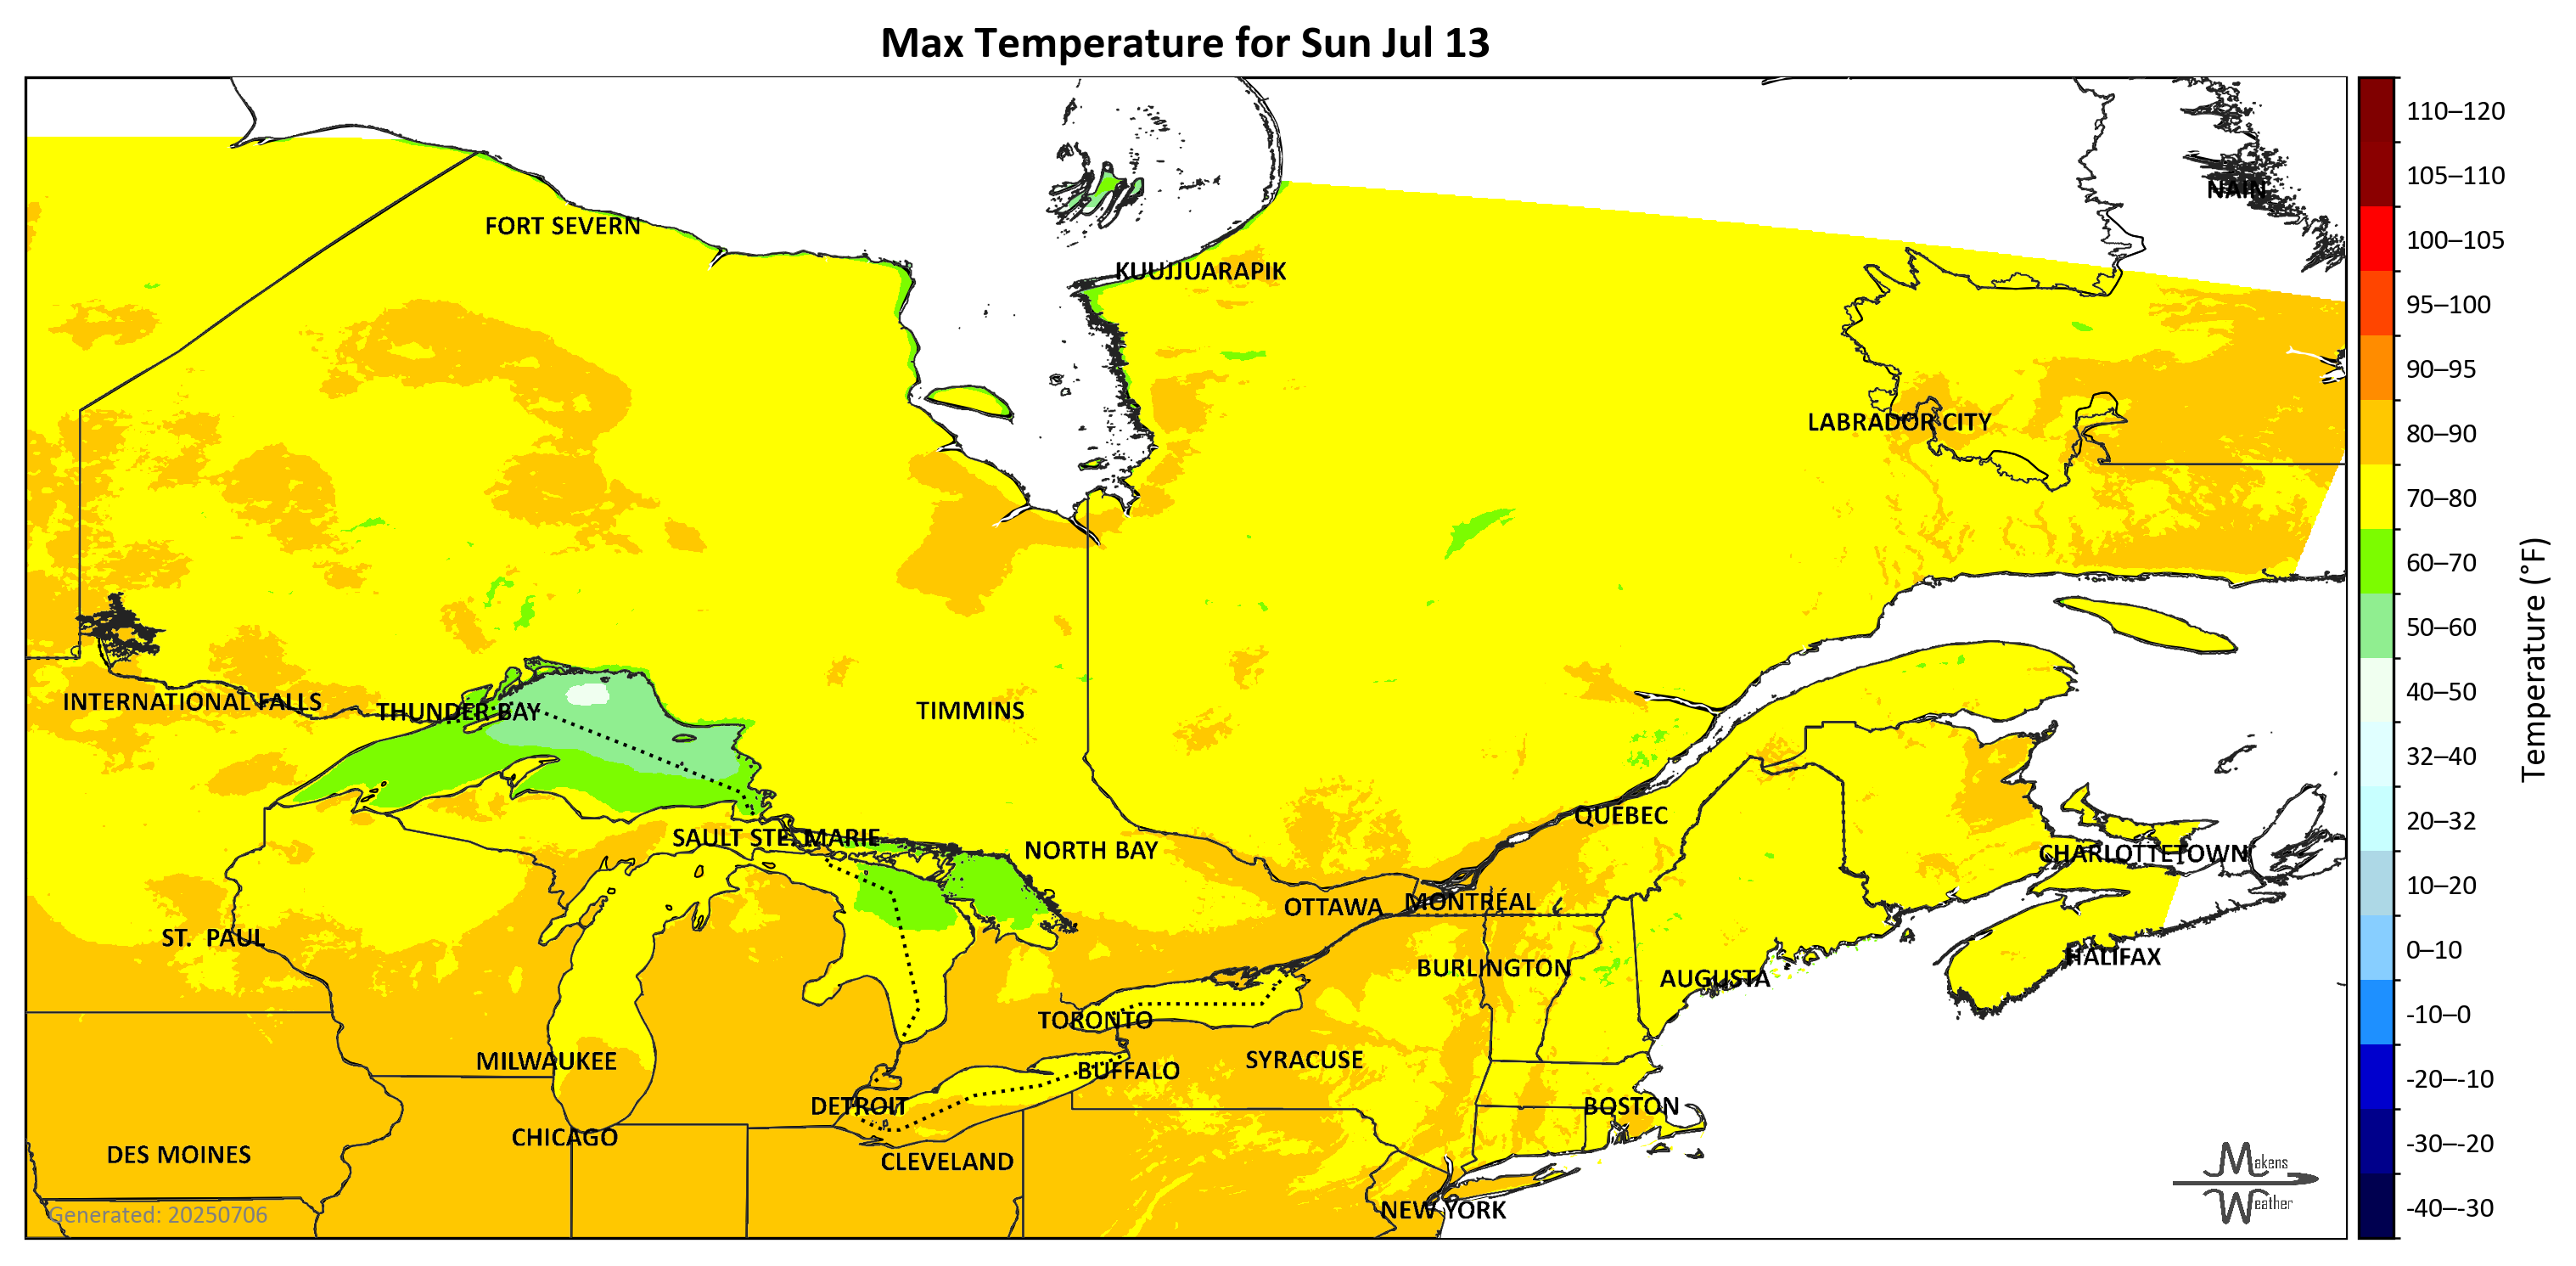 Max Temperature for Sun Jul 13
110–120
105–110
NAIN
FORT SEVERN
100–105
KUUJJUARAPIK
95–100
90–95
LABRADOR CITY
80–90
70–80
60–70
50–60
Temperature (°F)
INTERNATIONAL FALLS
THUNDER BAY
TIMMINS
40–50
32–40
QUEBEC
20–32
SAULT STE. MARIE
NORTH BAY
CHARLOTTETOWN
10–20
OTTAWA
MONTRÉAL
ST. PAUL
0–10
BURLINGTON
HALIFAX
AUGUSTA
TORONTO
-10–0
MILWAUKEE
SYRACUSE
BUFFALO
-20–-10
DETROIT
BOSTON
CHICAGO
DES MOINES
CLEVELAND
-30–-20
Makens
Weather
Generated: 20250706
NEW YORK
-40–-30